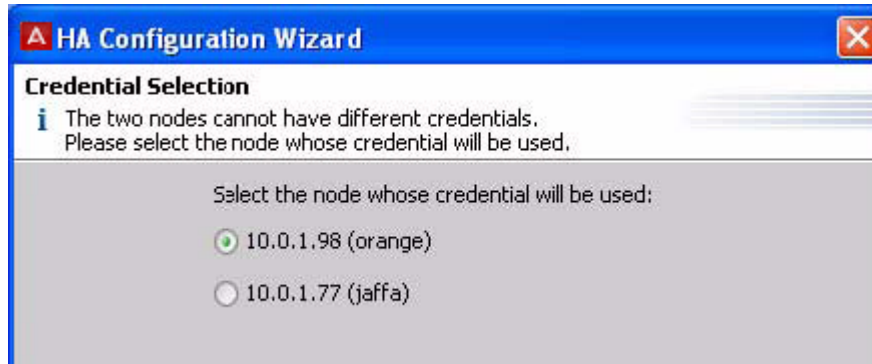 HA Configuration Wizard
Credential Selection
The two nodes cannot have different credentials.
Please select the node whose credential will be used.
Select the node whose credential will be used:
10.0.1.98 (orange)
10.0.1.77 (jaffa)